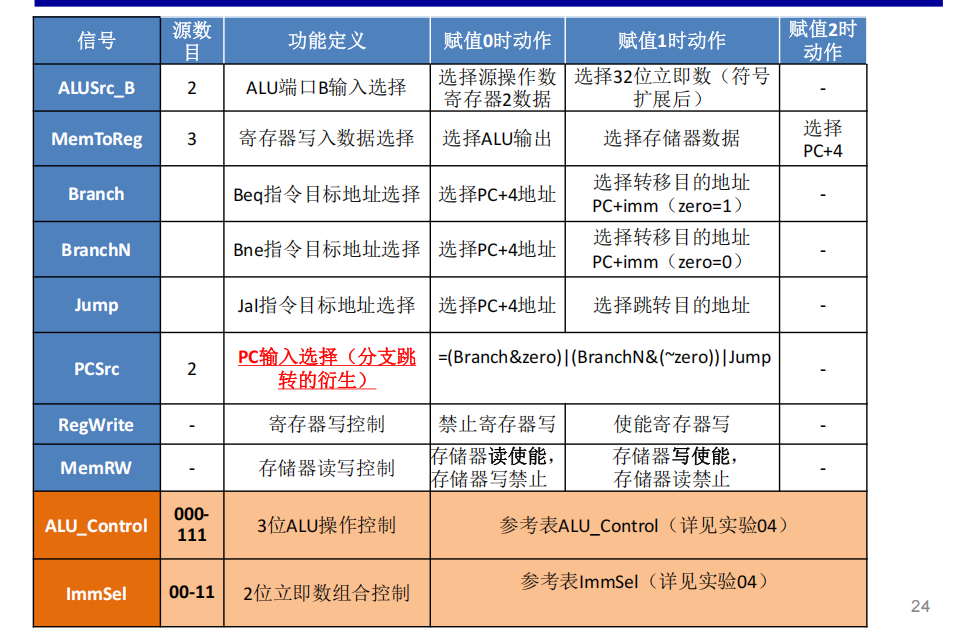 信号
源数
目
功能定义
赋值0时动作
赋值1时动作
赋值2时
动作
ALUSrc_B
2
ALU端口B输入选择
选择源操作数
寄存器2数据
选择32位立即数（符号
扩展后）
-
MemToReg
3
寄存器写入数据选择
选择ALU输出
选择存储器数据
选择
PC+4
Branch
Beq指令目标地址选择
选择PC+4地址
选择转移目的地址
PC+imm（zero=1）
-
BranchN
Bne指令目标地址选择
选择PC+4地址
选择转移目的地址
PC+imm（zero=0）
-
Jump
Jal指令目标地址选择
选择PC+4地址
选择跳转目的地址
-
PCSrc
2
PC输入选择（分支跳
转的衍生）
=(Branch&zero)|(BranchN&(~zero))|Jump
-
RegWrite
-
寄存器写控制
禁止寄存器写
使能寄存器写
-
MemRW
-
存储器读写控制
存储器读使能，
存储器写禁止
存储器写使能，
存储器读禁止
-
ALU_Control
000-
111
3位ALU操作控制
参考表ALU_Control（详见实验04）
ImmSel
00-11
2位立即数组合控制
参考表ImmSel（详见实验04）
24